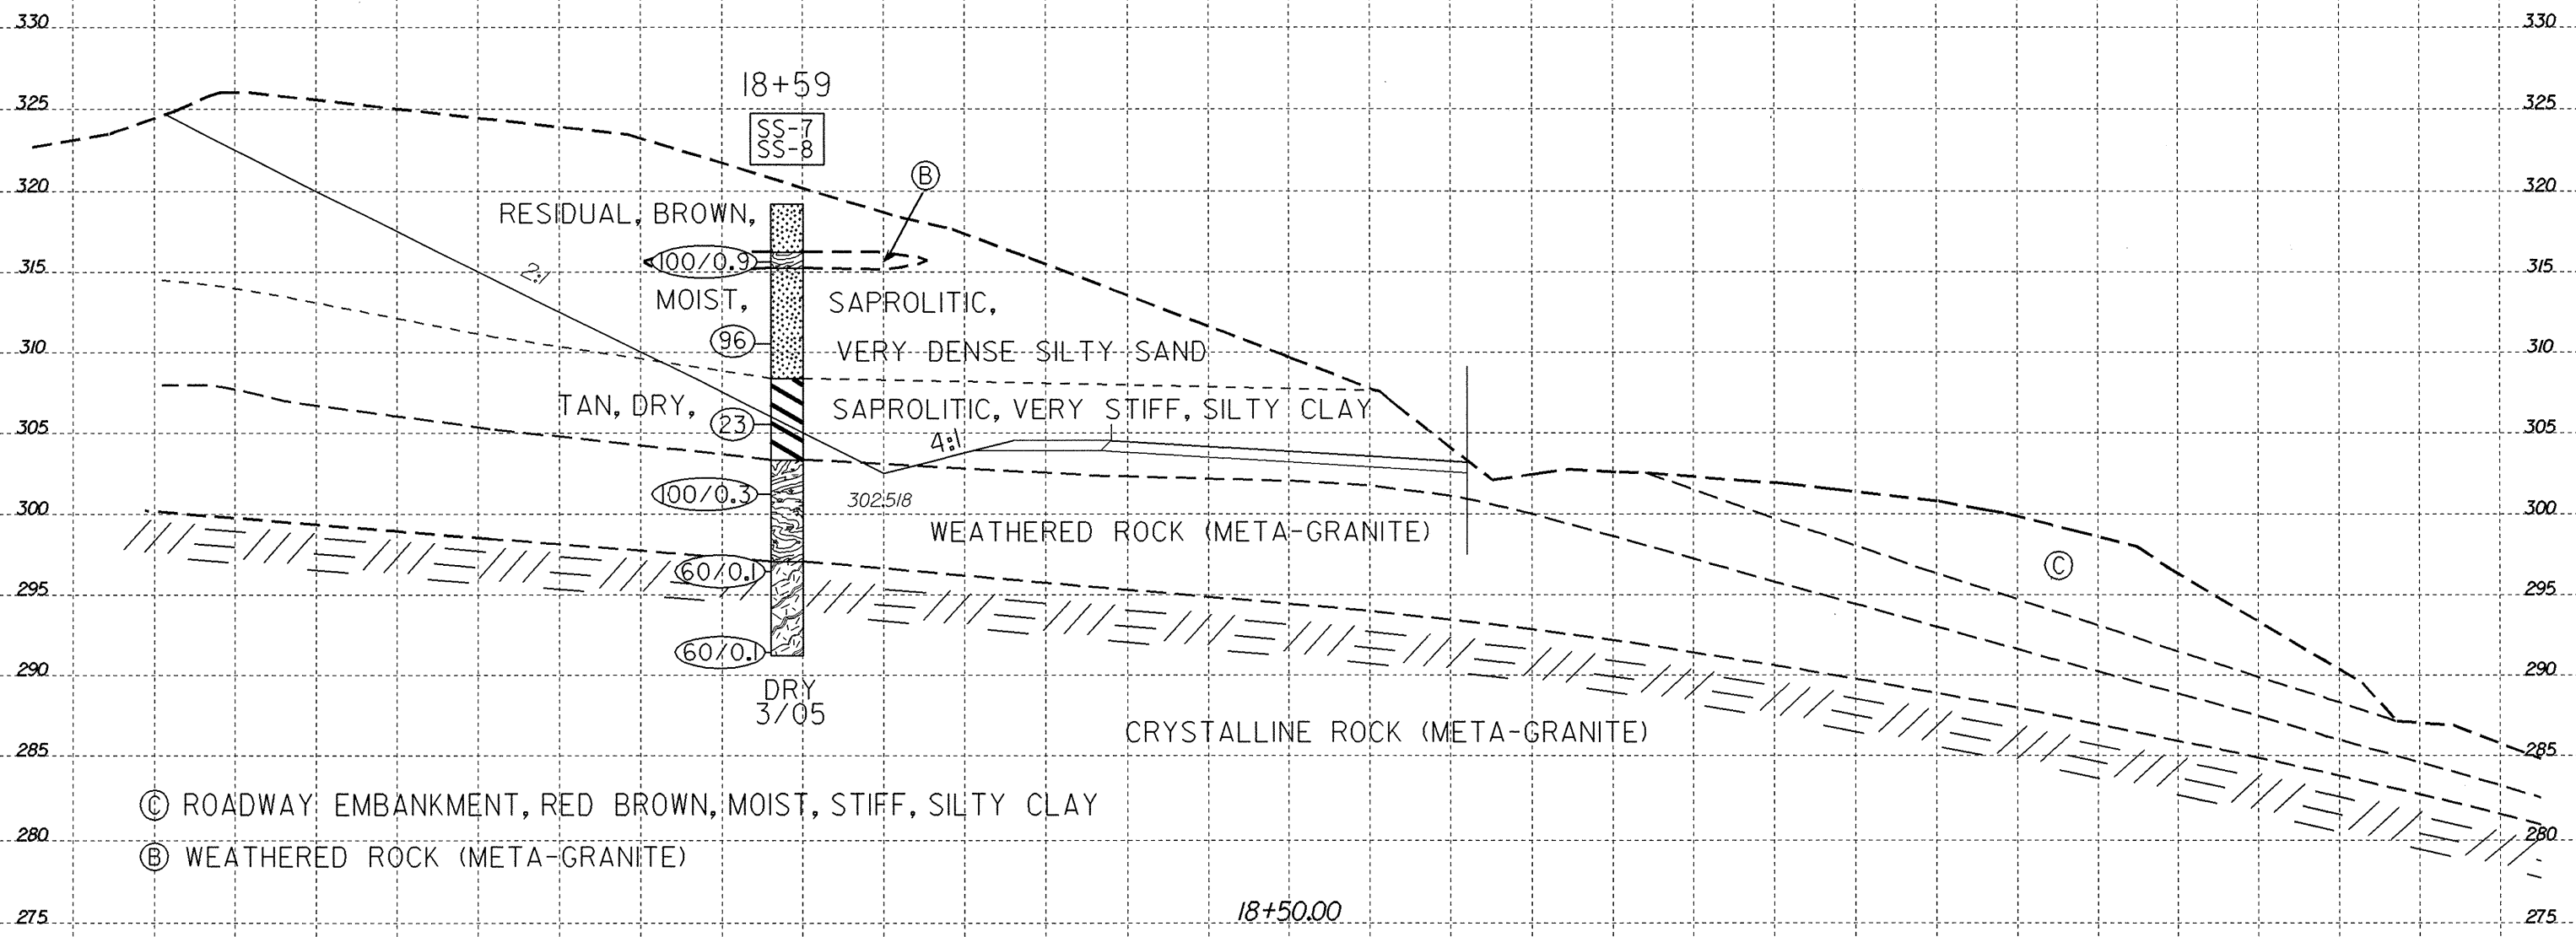 330 330
18+59
325 325
SS-7
SS-8
B
320 320
RESIDUAL, BROWN,
100/0.9
315 2:1 315
MOIST, SAPROLITIC,
96
310 VERY DENSE SILTY SAND 310
TAN, DRY, SAPROLITIC, VERY STIFF, SILTY CLAY
23
305 4:1 305
100/0.3
302.518
300 300
WEATHERED ROCK (META-GRANITE)
C
60/0.1
295 295
60/0.1
290 290
DRY
3/05
CRYSTALLINE ROCK (META-GRANITE)
285 285
C ROADWAY EMBANKMENT, RED BROWN, MOIST, STIFF, SILTY CLAY
280 280
B WEATHERED ROCK (META-GRANITE)
18+50.00
275 275